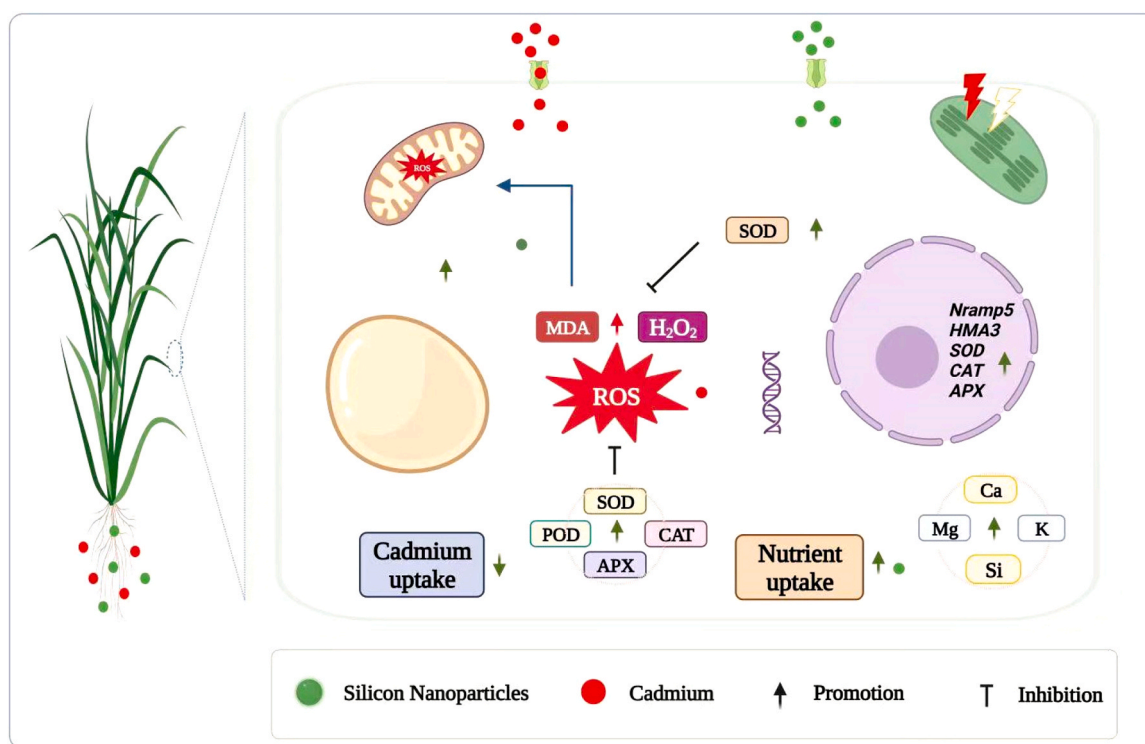 ROS
SOD
Nramp5
HMA3
SOD
CAT
APX
MDA
H₂O₂
ROS
SOD
POD
CAT
APX
Cadmium
uptake
Nutrient
uptake
Ca
Mg
K
Si
Silicon Nanoparticles
Cadmium
Promotion
Inhibition